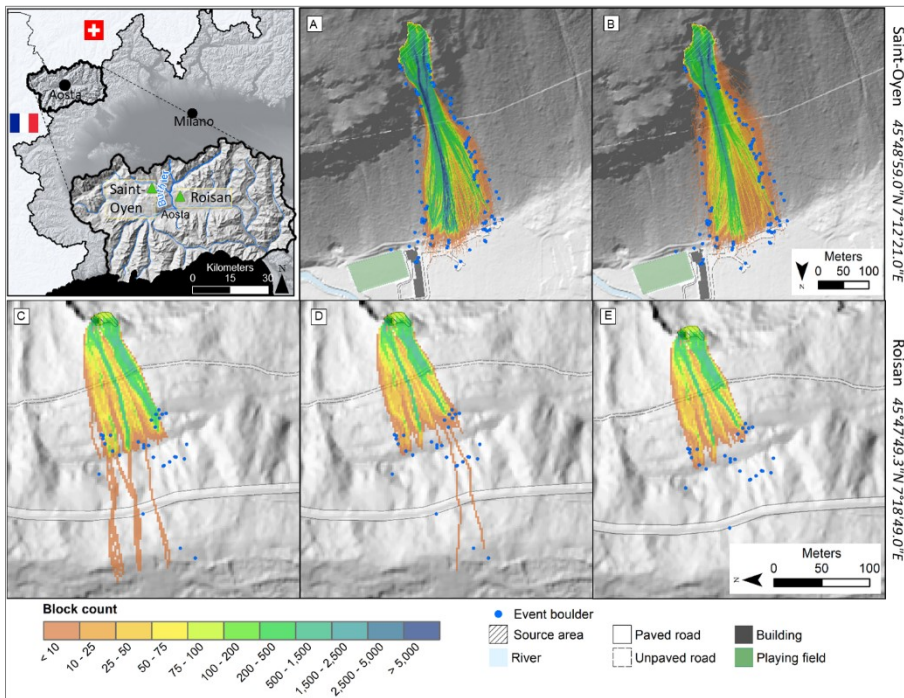 Aosta
Milano
Saint-
Oyen
Buthier
Roisan
Aosta
Kilometers
0 15 30
N
A
B
Meters
0 50 100
N
Saint-Oyen 45°48'59.0"N 7°12'21.0"E
C
D
E
Meters
0 50 100
N
Roisan 45°47'49.3"N 7°18'49.0"E
Block count
< 10
10 - 25
25 - 50
50 - 75
75 - 100
100 - 200
200 - 500
500 - 1,500
1,500 - 2,500
2,500 - 5,000
> 5,000
Event boulder
Source area
River
Paved road
Unpaved road
Building
Playing field